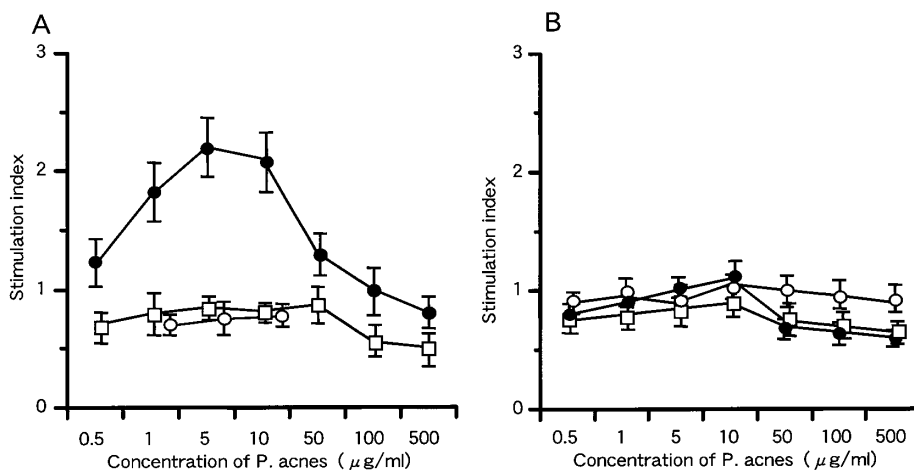 A
3
2
1
0
Stimulation index
0.5 1 5 10 50 100 500
Concentration of P. acnes ( μg/ml)
B
3
2
1
0
Stimulation index
0.5 1 5 10 50 100 500
Concentration of P. acnes ( μg/ml)